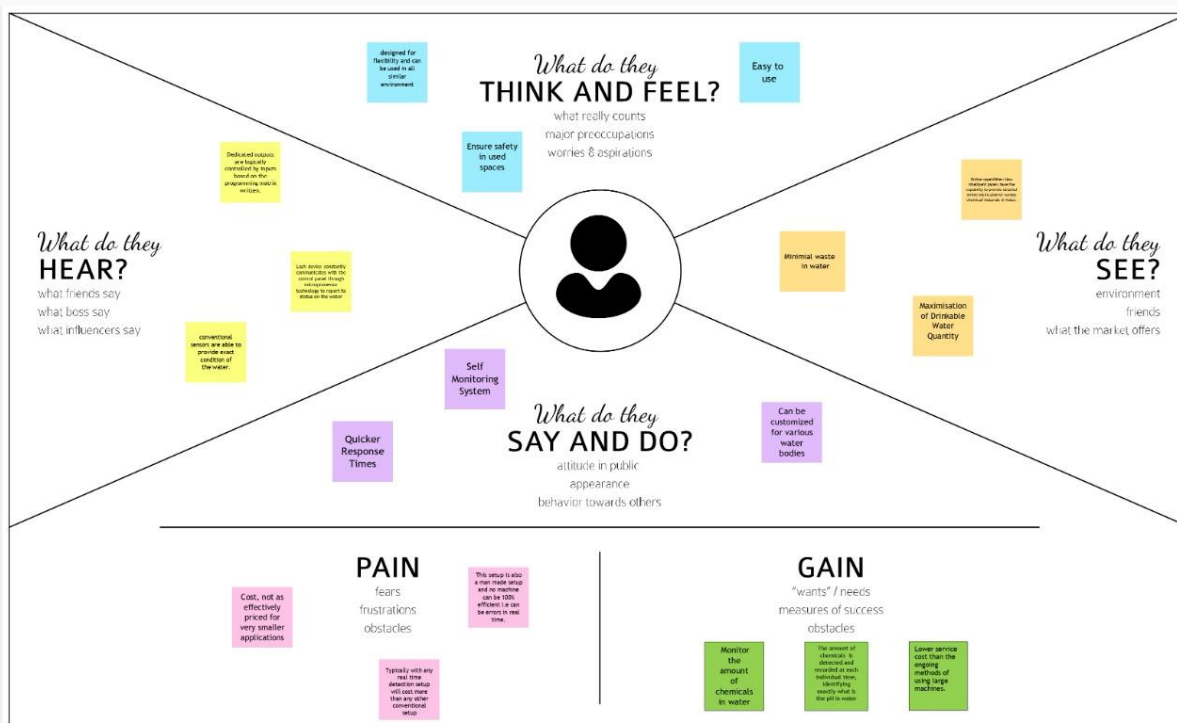 What do they
THINK AND FEEL?
what really counts
major preoccupations
worries & aspirations
designed for
flexibility and can
be used in all
similar
environment
Easy to
use
Ensure safety
in used
spaces
What do they
HEAR?
what friends say
what boss say
what influencers say
Dedicated outputs
are logically
controlled by inputs
based on the
programming matrix
written.
Each device constantly
communicates with the
control panel through
microprocessor
technology to report its
status on the water
conventional
sensors are able to
provide exact
condition of
the water.
What do they
SEE?
environment
friends
what the market offers
intelligent panels have the
capability to provide
Minimial waste
in water
Maximisation
of Drinkable
Water
Quantity
What do they
SAY AND DO?
attitude in public
appearance
behavior towards others
Self
Monitoring
System
Quicker
Response
Times
Can be
customized
for various
water
bodies
PAIN
fears
frustrations
obstacles
Cost, not as
effectively
priced for
very smaller
applications
This setup is also
a man made setup
and no machine
can be 100%
efficient i.e can
be errors in real
time.
Typically with any
real time
detection setup
will cost more
than any other
conventional
setup
GAIN
"wants" / needs
measures of success
obstacles
Monitor
the
amount
of
chemicals
in water
The amount of
chemicals is
detected and
recorded at each
individual time,
identifying
exactly what is
the pH in water
Lower service
cost than the
ongoing
methods of
using large
machines.